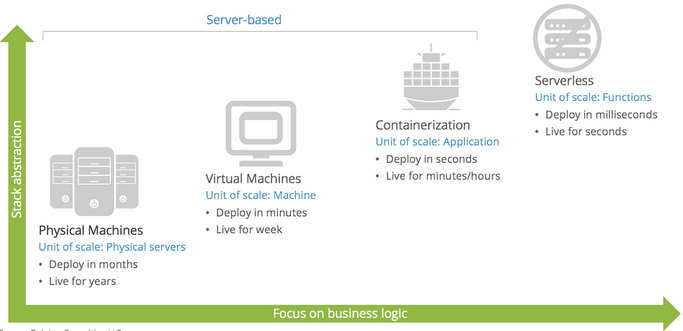 Server-based
Serverless
Unit of scale: Functions
• Deploy in milliseconds
• Live for seconds
Containerization
Unit of scale: Application
• Deploy in seconds
• Live for minutes/hours
Virtual Machines
Unit of scale: Machine
• Deploy in minutes
• Live for week
Physical Machines
Unit of scale: Physical servers
• Deploy in months
• Live for years
Stack abstraction
Focus on business logic